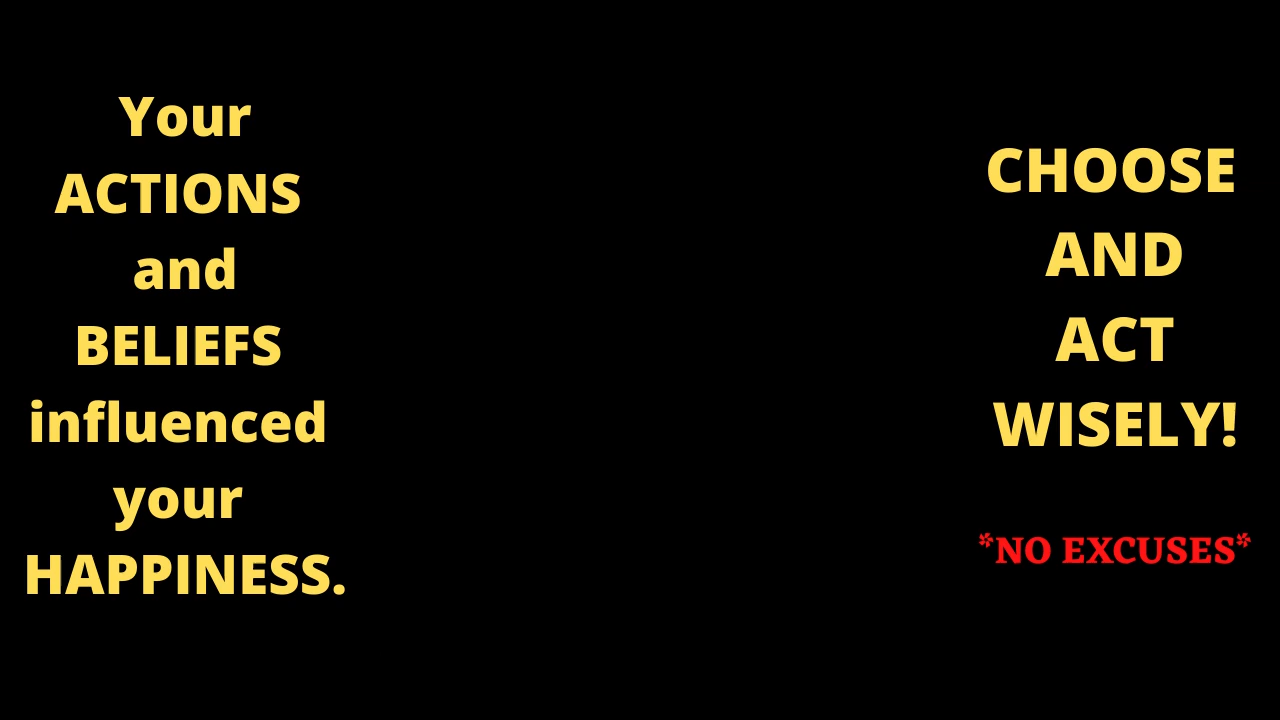 Your
ACTIONS
and
BELIEFS
influenced
your
HAPPINESS.
CHOOSE
AND
ACT
WISELY!
*NO EXCUSES*